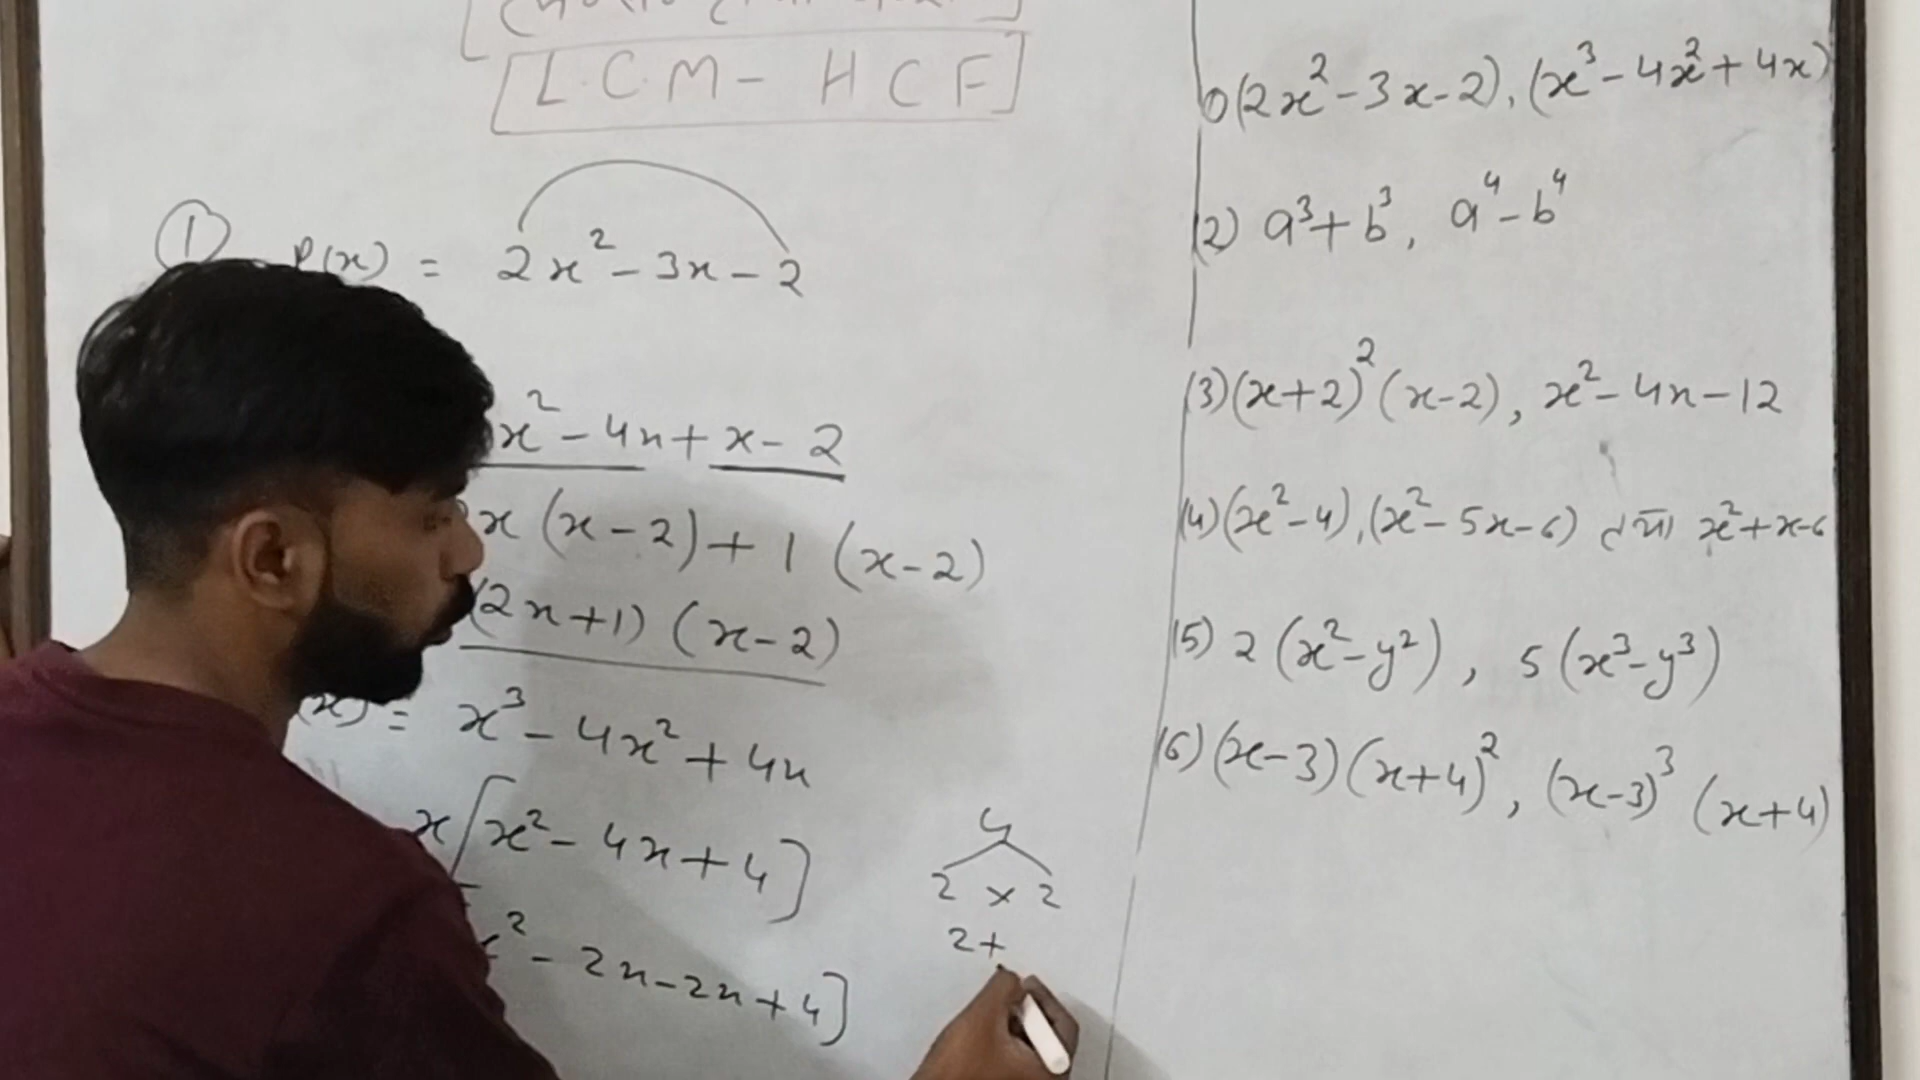 [L.C.M - H C F]
① P(x) = 2x² - 3x - 2
x² - 4x + x - 2
x (x - 2) + 1 (x - 2)
(2x + 1) (x - 2)
(x) = x³ - 4x² + 4x
x [x² - 4x + 4]
x² - 2x - 2x + 4]
4
2 × 2
2 +
(2x² - 3x - 2), (x³ - 4x² + 4x)
(2) a³ + b³, a⁴ - b⁴
(3) (x + 2)² (x - 2), x² - 4x - 12
(4) (x² - 4), (x² - 5x - 6) तथा x² + x - 6
(5) 2 (x² - y²), 5 (x³ - y³)
(6) (x - 3) (x + 4)², (x - 3)³ (x + 4)